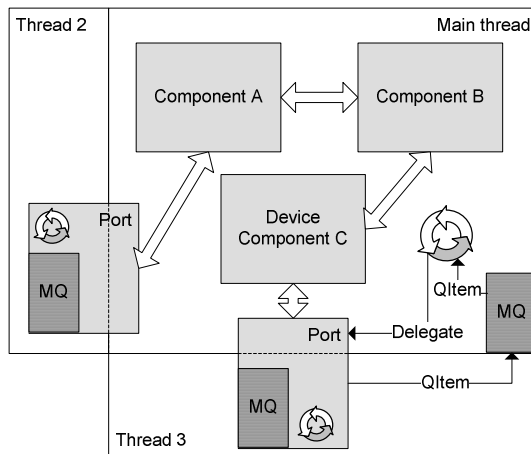 Thread 2
Main thread
Component A
Component B
Port
Device
Component C
MQ
QItem
MQ
Port
Delegate
QItem
MQ
Thread 3